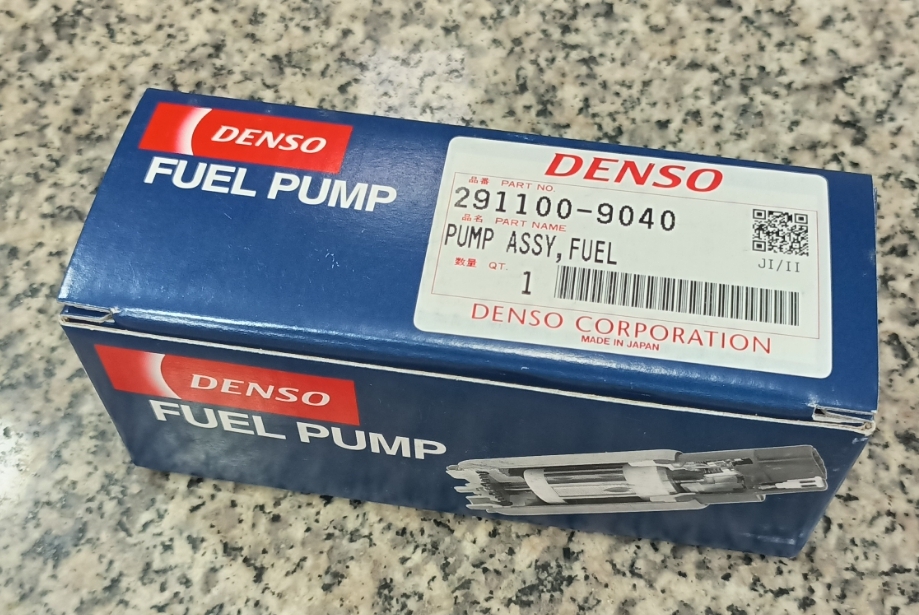 DENSO
FUEL PUMP
DENSO
品番 PART NO.
291100-9040
品名 PART NAME
PUMP ASSY,FUEL
JI/II
数量 QT.
1
DENSO CORPORATION
MADE IN JAPAN
DENSO
FUEL PUMP